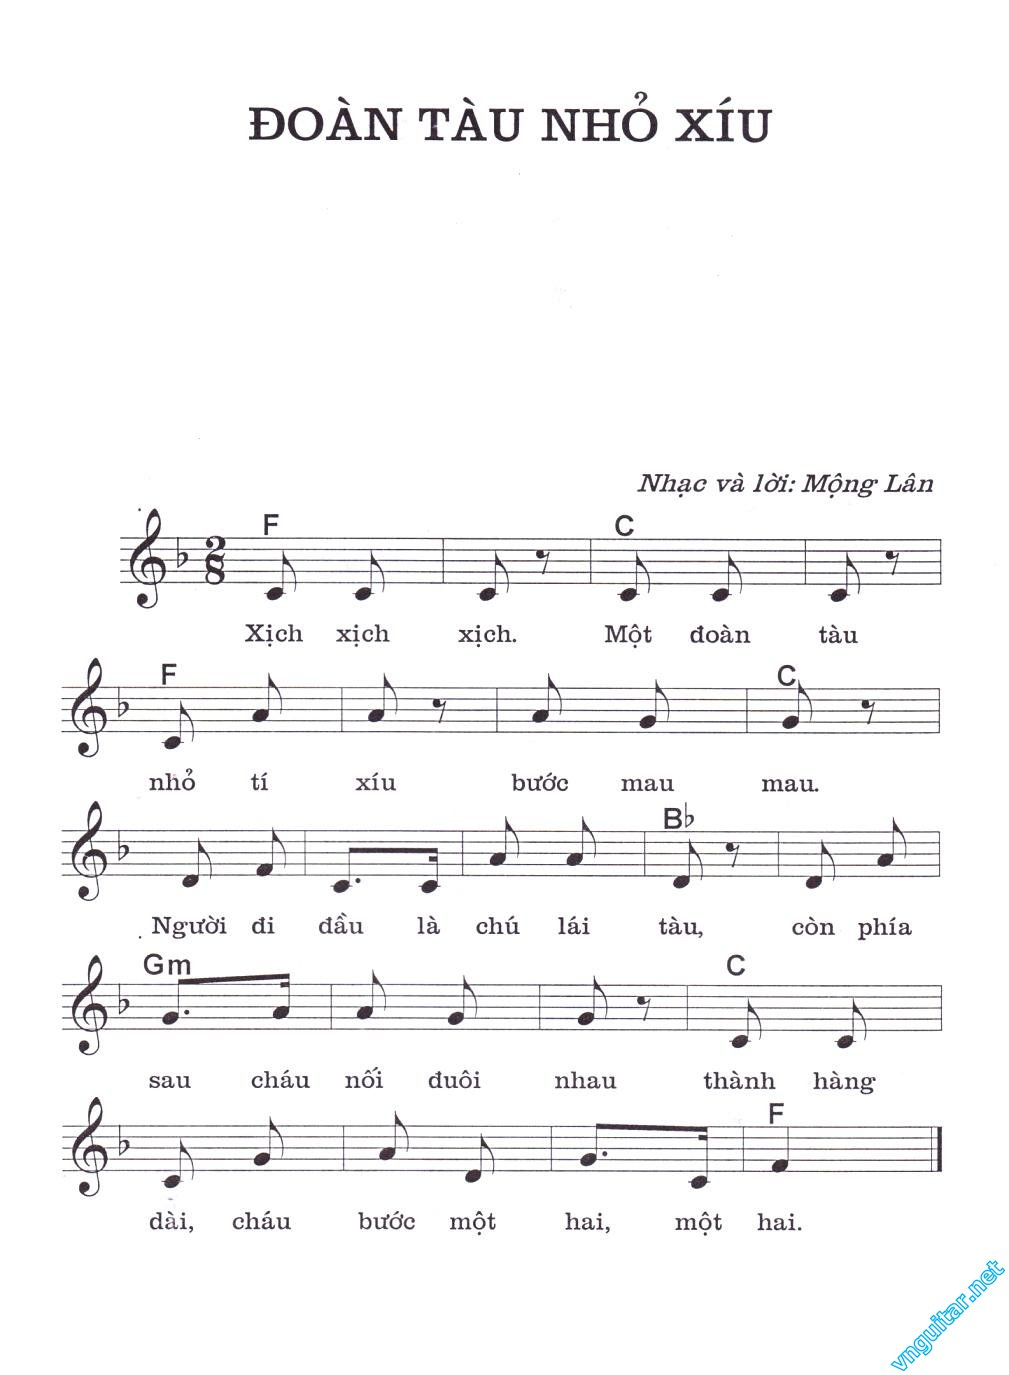 ĐOÀN TÀU NHỎ XÍU
Nhạc và lời: Mộng Lân
F C
2
8
Xịch xịch xịch. Một đoàn tàu
F C
nhỏ tí xíu bước mau mau.
B♭
Người đi đầu là chú lái tàu, còn phía
Gm C
sau cháu nối đuôi nhau thành hàng
F
dài, cháu bước một hai, một hai.
vnguitar.net